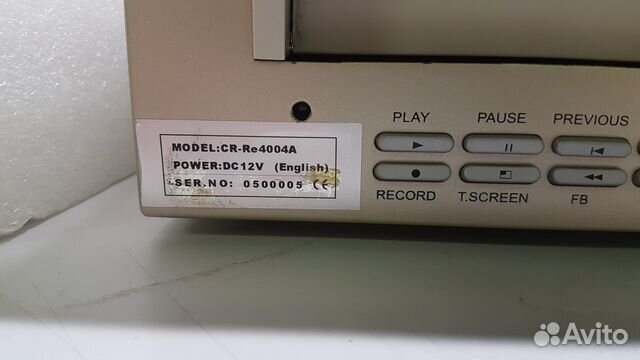 PLAY PAUSE PREVIOUS
MODEL:CR-Re4004A
POWER:DC12V (English)
SER.NO: 0500005 CE
RECORD T.SCREEN FB
Avito